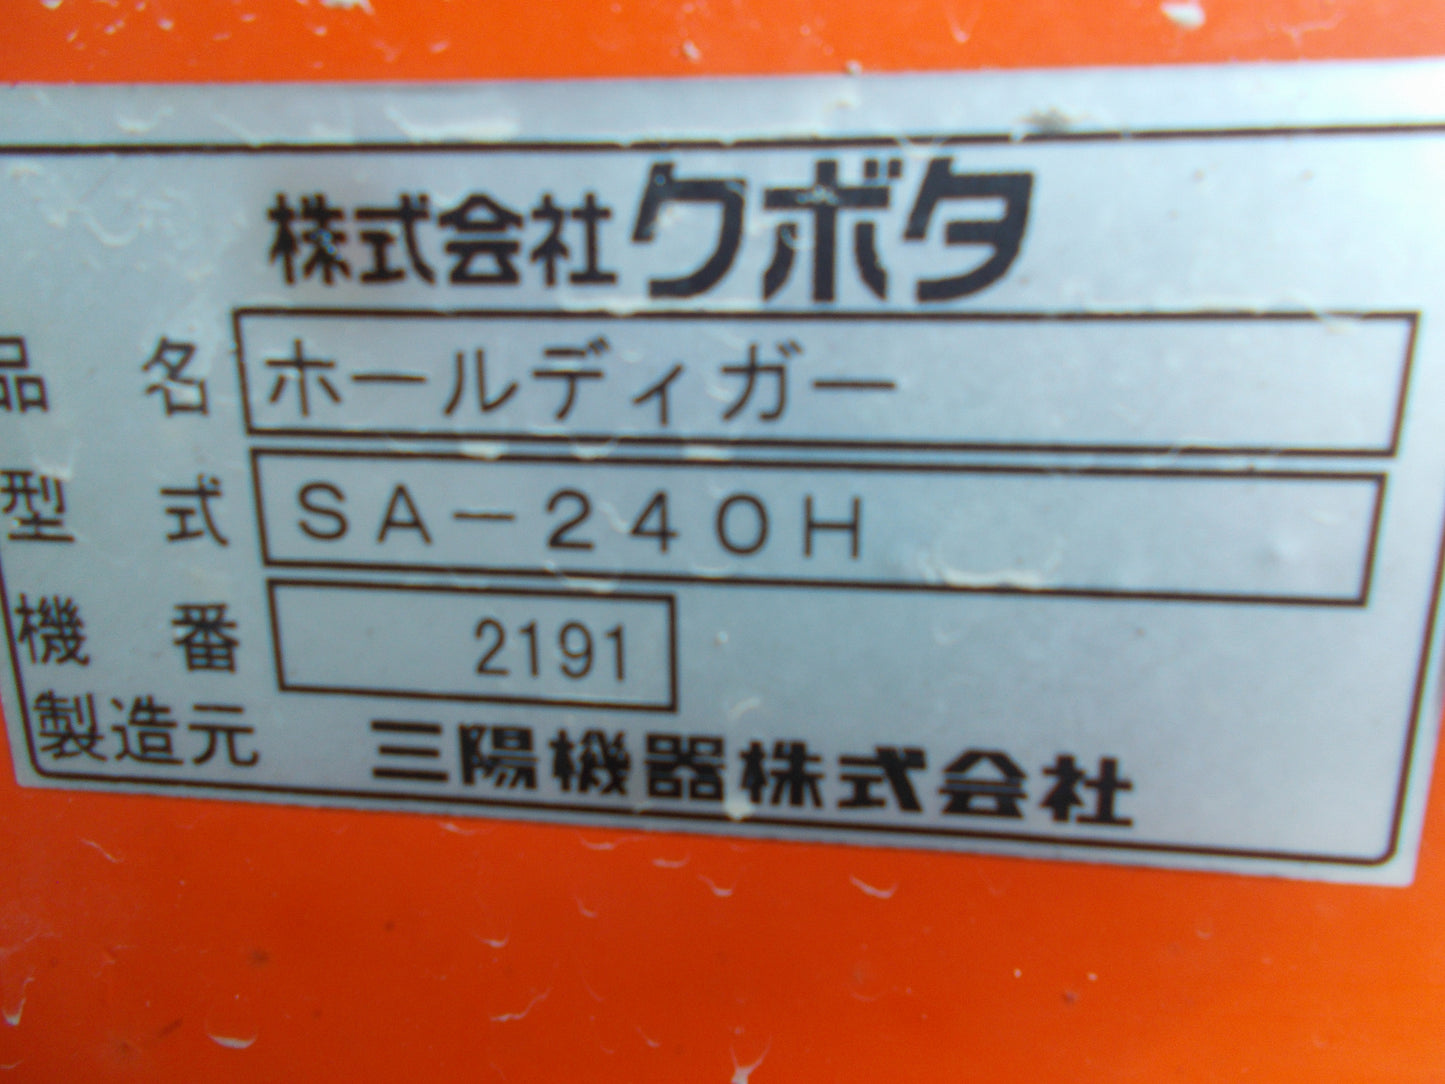 株式会社クボタ
品名 ホールディガー
型式 SA-240H
機番 2191
製造元 三陽機器株式会社